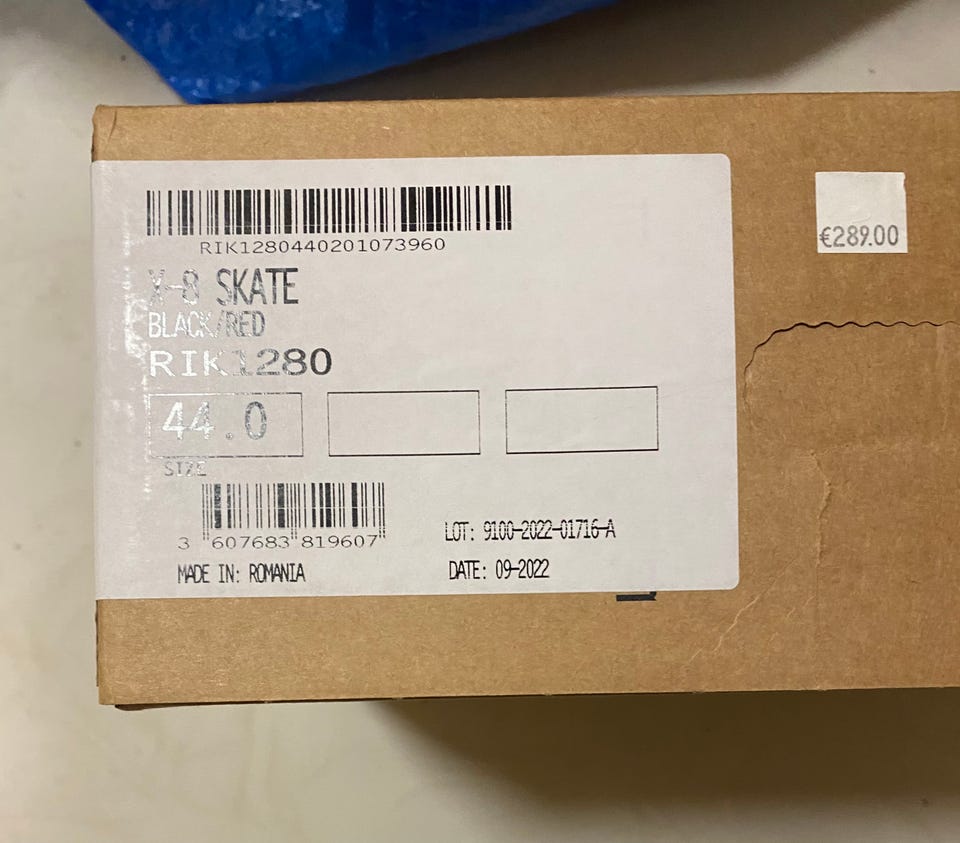 RIK1280440201073960
X-8 SKATE
BLACK/RED
RIK1280
€289.00
44.0
SIZE
3 607683 819607
MADE IN: ROMANIA
LOT: 9100-2022-01716-A
DATE: 09-2022